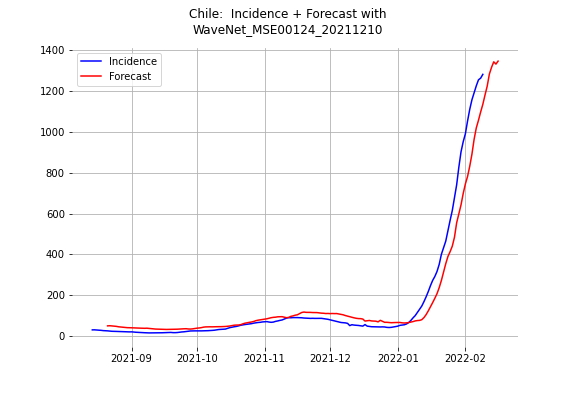 Chile:  Incidence + Forecast with
WaveNet_MSE00124_20211210
Incidence
Forecast
1400
1200
1000
800
600
400
200
0
2021-09 2021-10 2021-11 2021-12 2022-01 2022-02